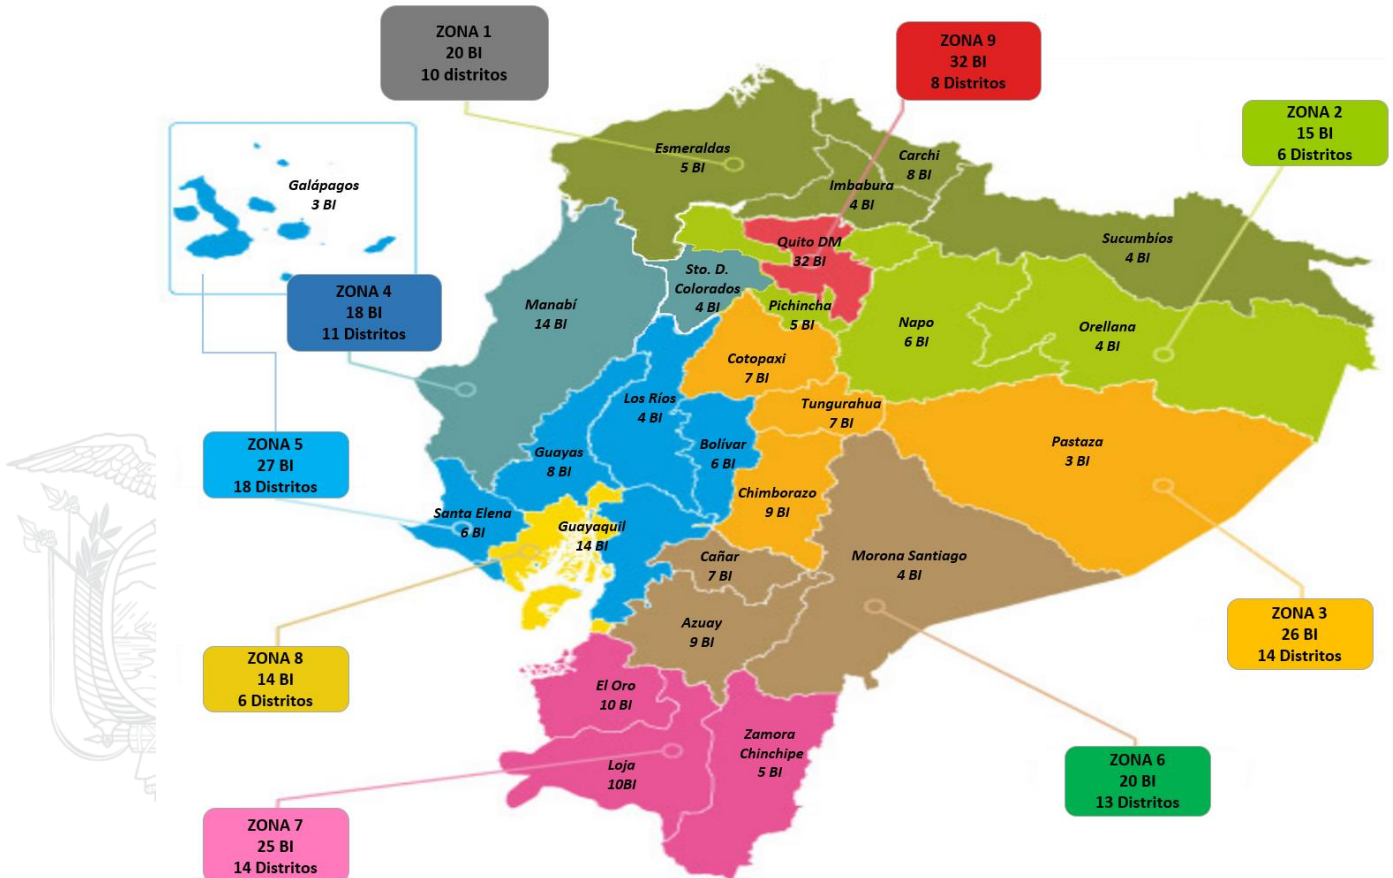 ZONA 1
20 BI
10 distritos
ZONA 9
32 BI
8 Distritos
ZONA 2
15 BI
6 Distritos
Esmeraldas
5 BI
Carchi
8 BI
Imbabura
4 BI
Galápagos
3 BI
Quito DM
32 BI
Sucumbíos
4 BI
Sto. D.
Colorados
4 BI
ZONA 4
18 BI
11 Distritos
Manabí
14 BI
Pichincha
5 BI
Napo
6 BI
Orellana
4 BI
Cotopaxi
7 BI
Los Ríos
4 BI
Tungurahua
7 BI
ZONA 5
27 BI
18 Distritos
Guayas
8 BI
Bolívar
6 BI
Pastaza
3 BI
Chimborazo
9 BI
Santa Elena
6 BI
Guayaquil
14 BI
Cañar
7 BI
Morona Santiago
4 BI
Azuay
9 BI
ZONA 3
26 BI
14 Distritos
ZONA 8
14 BI
6 Distritos
El Oro
10 BI
Zamora
Chinchipe
5 BI
Loja
10BI
ZONA 6
20 BI
13 Distritos
ZONA 7
25 BI
14 Distritos